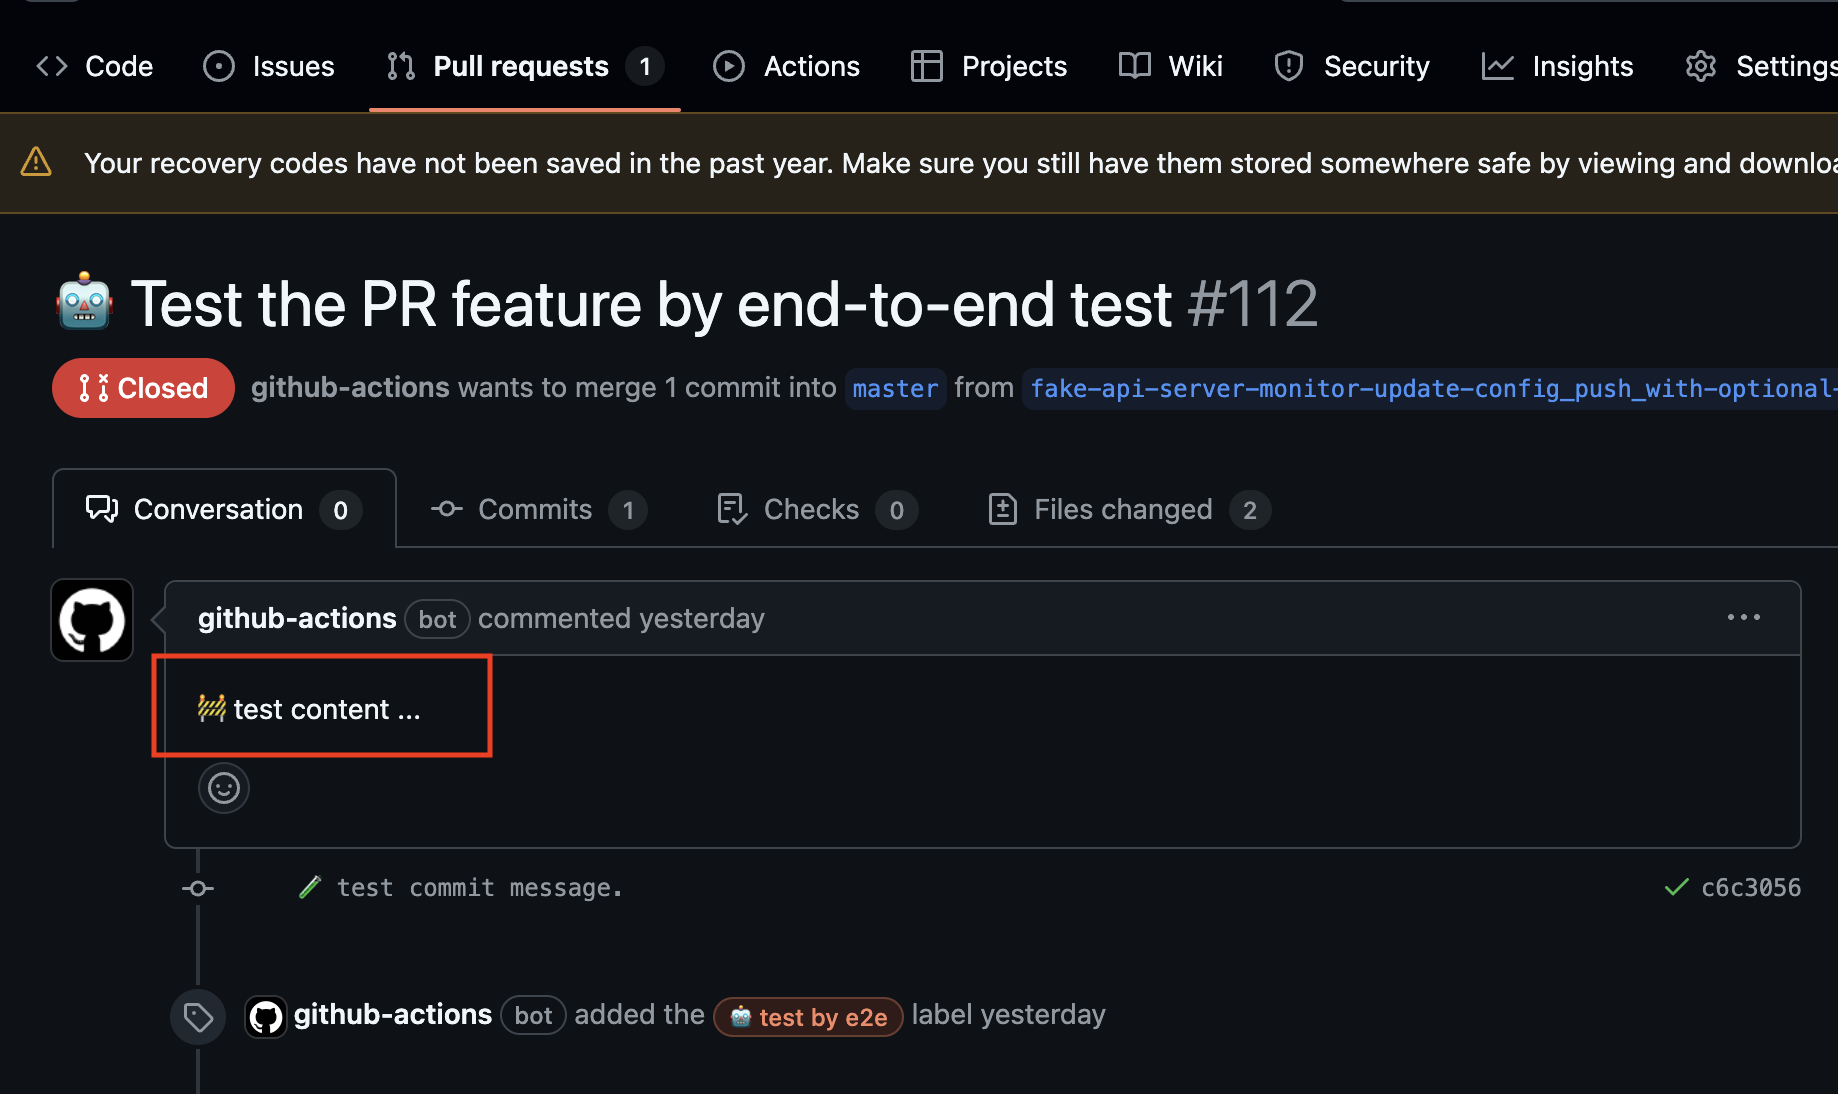 Code Issues Pull requests 1 Actions Projects Wiki Security Insights Settings
Your recovery codes have not been saved in the past year. Make sure you still have them stored somewhere safe by viewing and downloa
🤖 Test the PR feature by end-to-end test #112
Closed github-actions wants to merge 1 commit into master from fake-api-server-monitor-update-config_push_with-optional-
Conversation 0 Commits 1 Checks 0 Files changed 2
github-actions bot commented yesterday ...
🚧 test content ...
🧪 test commit message. c6c3056
github-actions bot added the 🤖 test by e2e label yesterday